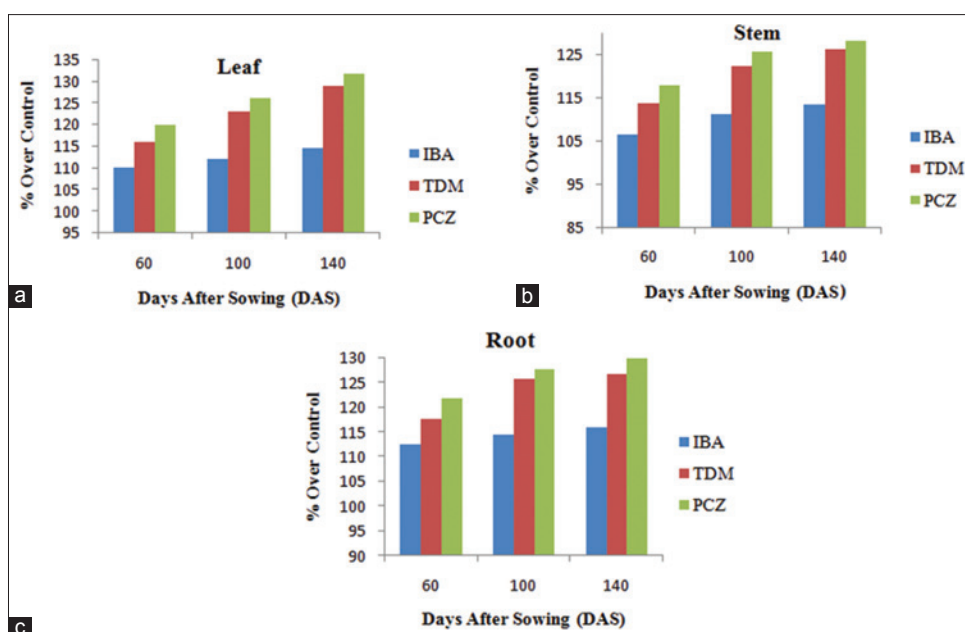 Leaf
% Over Control
135
130
125
120
115
110
105
100
95
60 100 140
Days After Sowing (DAS)
IBA
TDM
PCZ
a
Stem
% Over Control
125
115
105
95
85
60 100 140
Days After Sowing (DAS)
IBA
TDM
PCZ
b
Root
% Over Control
130
125
120
115
110
105
100
95
90
60 100 140
Days After Sowing (DAS)
IBA
TDM
PCZ
c